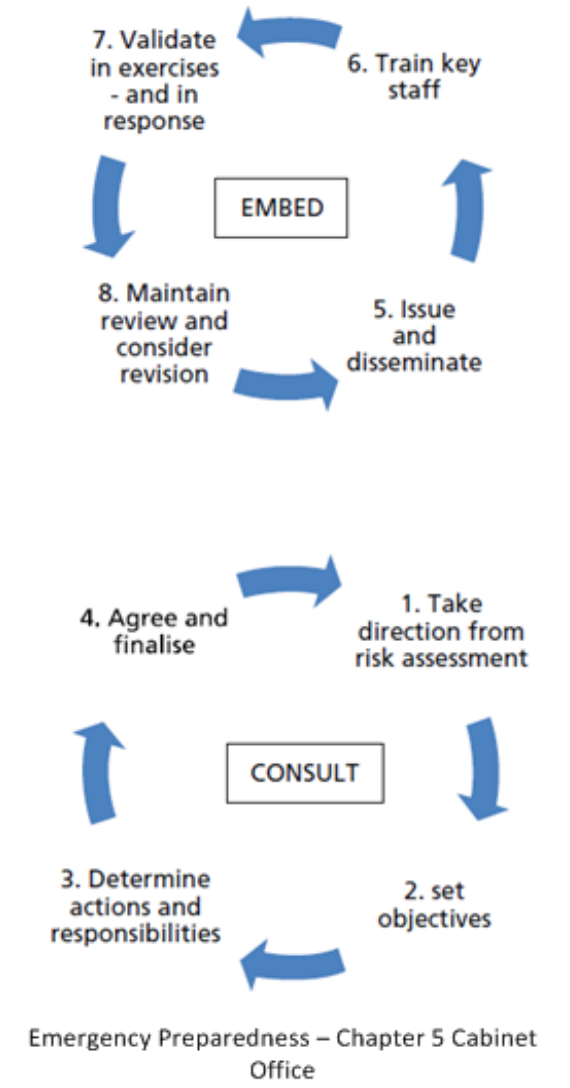 7. Validate
in exercises
- and in
response
6. Train key
staff
EMBED
8. Maintain
review and
consider
revision
5. Issue
and
disseminate
4. Agree and
finalise
1. Take
direction from
risk assessment
CONSULT
3. Determine
actions and
responsibilities
2. set
objectives
Emergency Preparedness – Chapter 5 Cabinet
Office